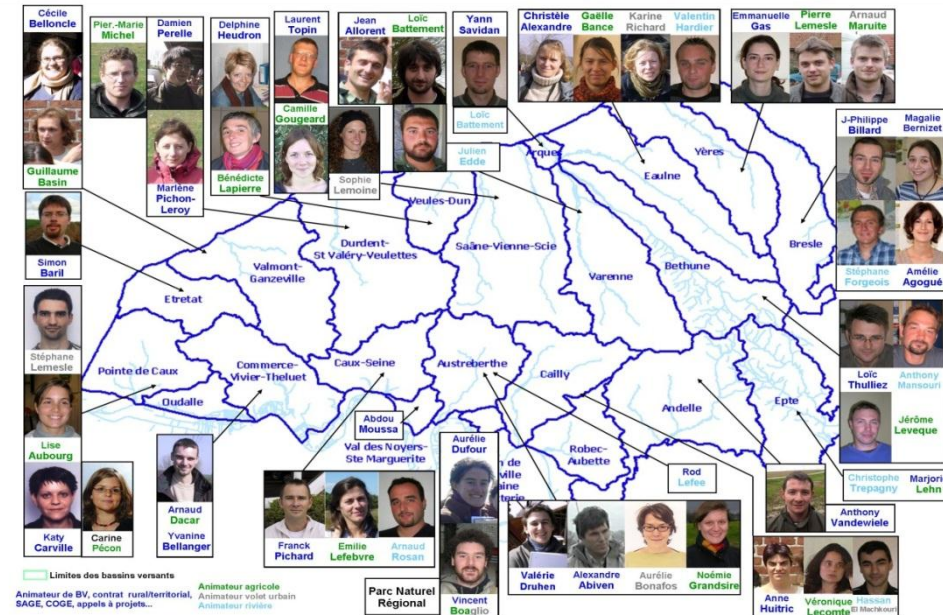 Cécile
Belloncle
Pier.-Marie
Michel
Damien
Perelle
Delphine
Heudron
Laurent
Topin
Jean
Allorent
Loïc
Battement
Yann
Savidan
Christèle
Alexandre
Gaëlle
Bance
Karine
Richard
Valentin
Hardier
Emmanuelle
Gas
Pierre
Lemesle
Arnaud
Maruite
Guillaume
Basin
Marlène
Pichon-
Leroy
Bénédicte
Lapierre
Camille
Gougeard
Sophie
Lemoine
Julien
Edde
Loïc
Battement
J-Philippe
Billard
Magalie
Bernizet
Stéphane
Forgeois
Amélie
Agogué
Simon
Baril
Arques
Eaulne
Yères
Bresle
Veules-Dun
Durdent-
St Valéry-Veulettes
Saâne-Vienne-Scie
Varenne
Bethune
Valmont-
Ganzeville
Etretat
Pointe de Caux
Oudalle
Commerce-
Vivier-Theluet
Caux-Seine
Austreberthe
Cailly
Andelle
Epte
Robec-
Aubette
Val des Noyers-
Ste Marguerite
Stéphane
Lemesle
Lise
Aubourg
Katy
Carville
Carine
Pécon
Arnaud
Dacar
Yvanine
Bellanger
Abdou
Moussa
Franck
Pichard
Emilie
Lefebvre
Arnaud
Rosan
Aurélie
Dufour
Vincent
Boaglio
Parc Naturel
Régional
Valérie
Druhen
Alexandre
Abiven
Aurélie
Bonafos
Noémie
Grandsire
Rod
Lefee
Anthony
Vandewiele
Anne
Huitric
Véronique
Lecomte
Hassan
El Machkouri
Loïc
Thulliez
Anthony
Mansouri
Jérôme
Leveque
Christophe
Trepagny
Marjorie
Lehn
Limites des bassins versants
Animateur de BV, contrat rural/territorial,
SAGE, COGE, appels à projets...
Animateur agricole
Animateur volet urbain
Animateur rivière